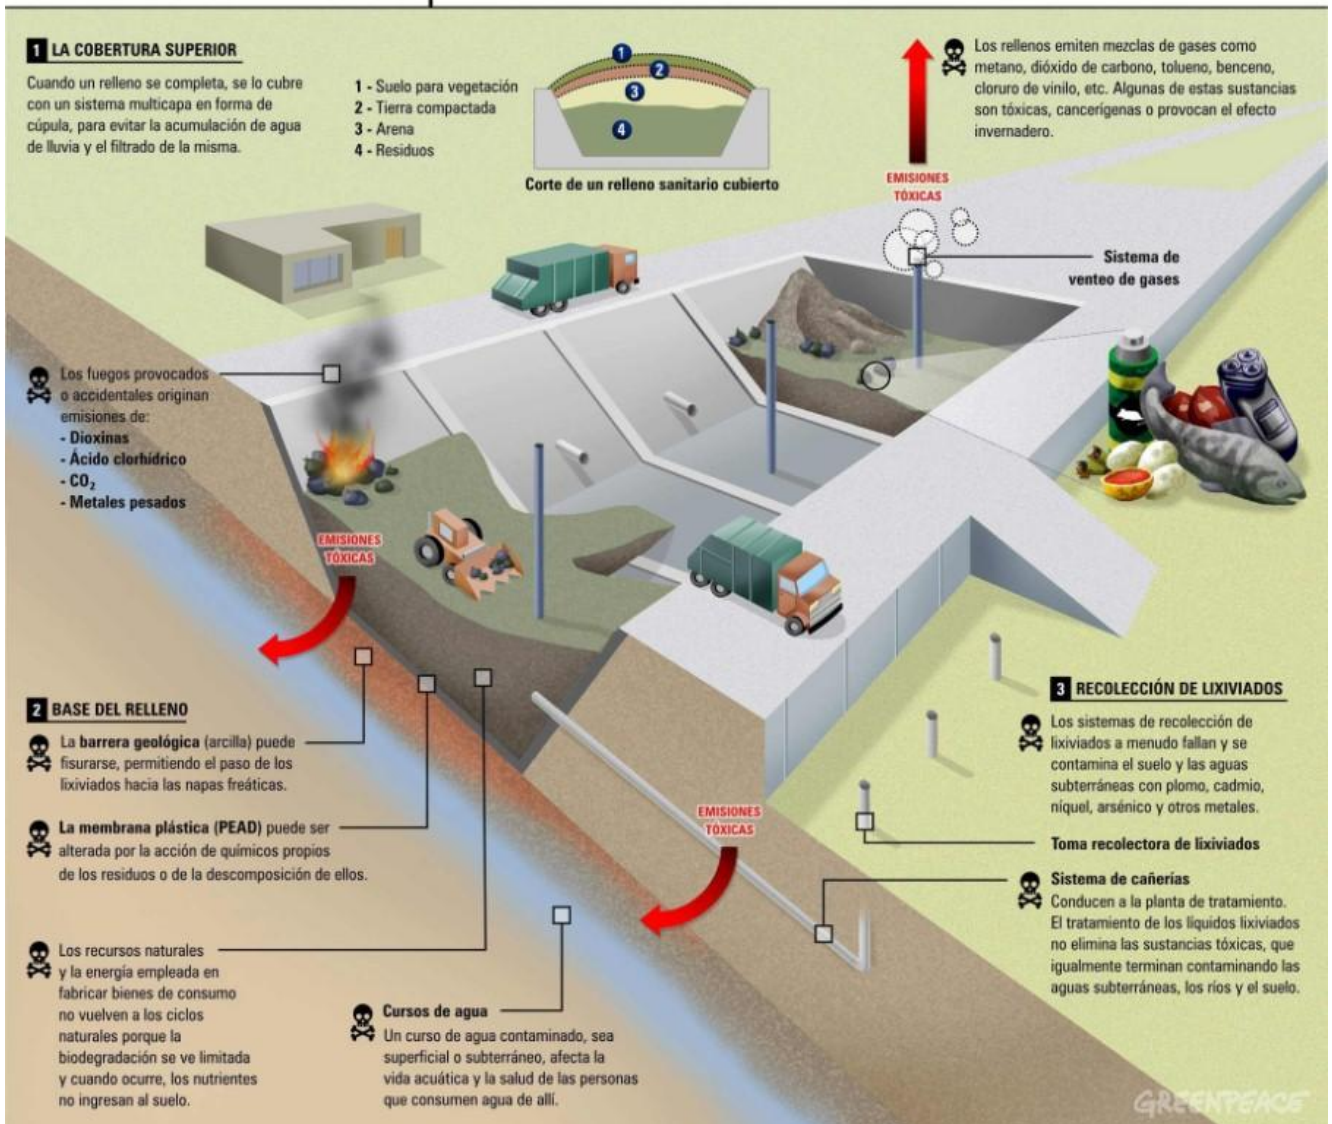 1 LA COBERTURA SUPERIOR
Cuando un relleno se completa, se lo cubre
con un sistema multicapa en forma de
cúpula, para evitar la acumulación de agua
de lluvia y el filtrado de la misma.
1 - Suelo para vegetación
2 - Tierra compactada
3 - Arena
4 - Residuos
1
2
3
4
Corte de un relleno sanitario cubierto
Los rellenos emiten mezclas de gases como
metano, dióxido de carbono, tolueno, benceno,
cloruro de vinilo, etc. Algunas de estas sustancias
son tóxicas, cancerígenas o provocan el efecto
invernadero.
EMISIONES
TÓXICAS
Sistema de
venteo de gases
Los fuegos provocados
o accidentales originan
emisiones de:
- Dioxinas
- Ácido clorhídrico
- CO₂
- Metales pesados
EMISIONES
TÓXICAS
2 BASE DEL RELLENO
La barrera geológica (arcilla) puede
fisurarse, permitiendo el paso de los
lixiviados hacia las napas freáticas.
La membrana plástica (PEAD) puede ser
alterada por la acción de químicos propios
de los residuos o de la descomposición de ellos.
Los recursos naturales
y la energía empleada en
fabricar bienes de consumo
no vuelven a los ciclos
naturales porque la
biodegradación se ve limitada
y cuando ocurre, los nutrientes
no ingresan al suelo.
Cursos de agua
Un curso de agua contaminado, sea
superficial o subterráneo, afecta la
vida acuática y la salud de las personas
que consumen agua de allí.
EMISIONES
TÓXICAS
3 RECOLECCIÓN DE LIXIVIADOS
Los sistemas de recolección de
lixiviados a menudo fallan y se
contamina el suelo y las aguas
subterráneas con plomo, cadmio,
níquel, arsénico y otros metales.
Toma recolectora de lixiviados
Sistema de cañerías
Conducen a la planta de tratamiento.
El tratamiento de los líquidos lixiviados
no elimina las sustancias tóxicas, que
igualmente terminan contaminando las
aguas subterráneas, los ríos y el suelo.
GREENPEACE